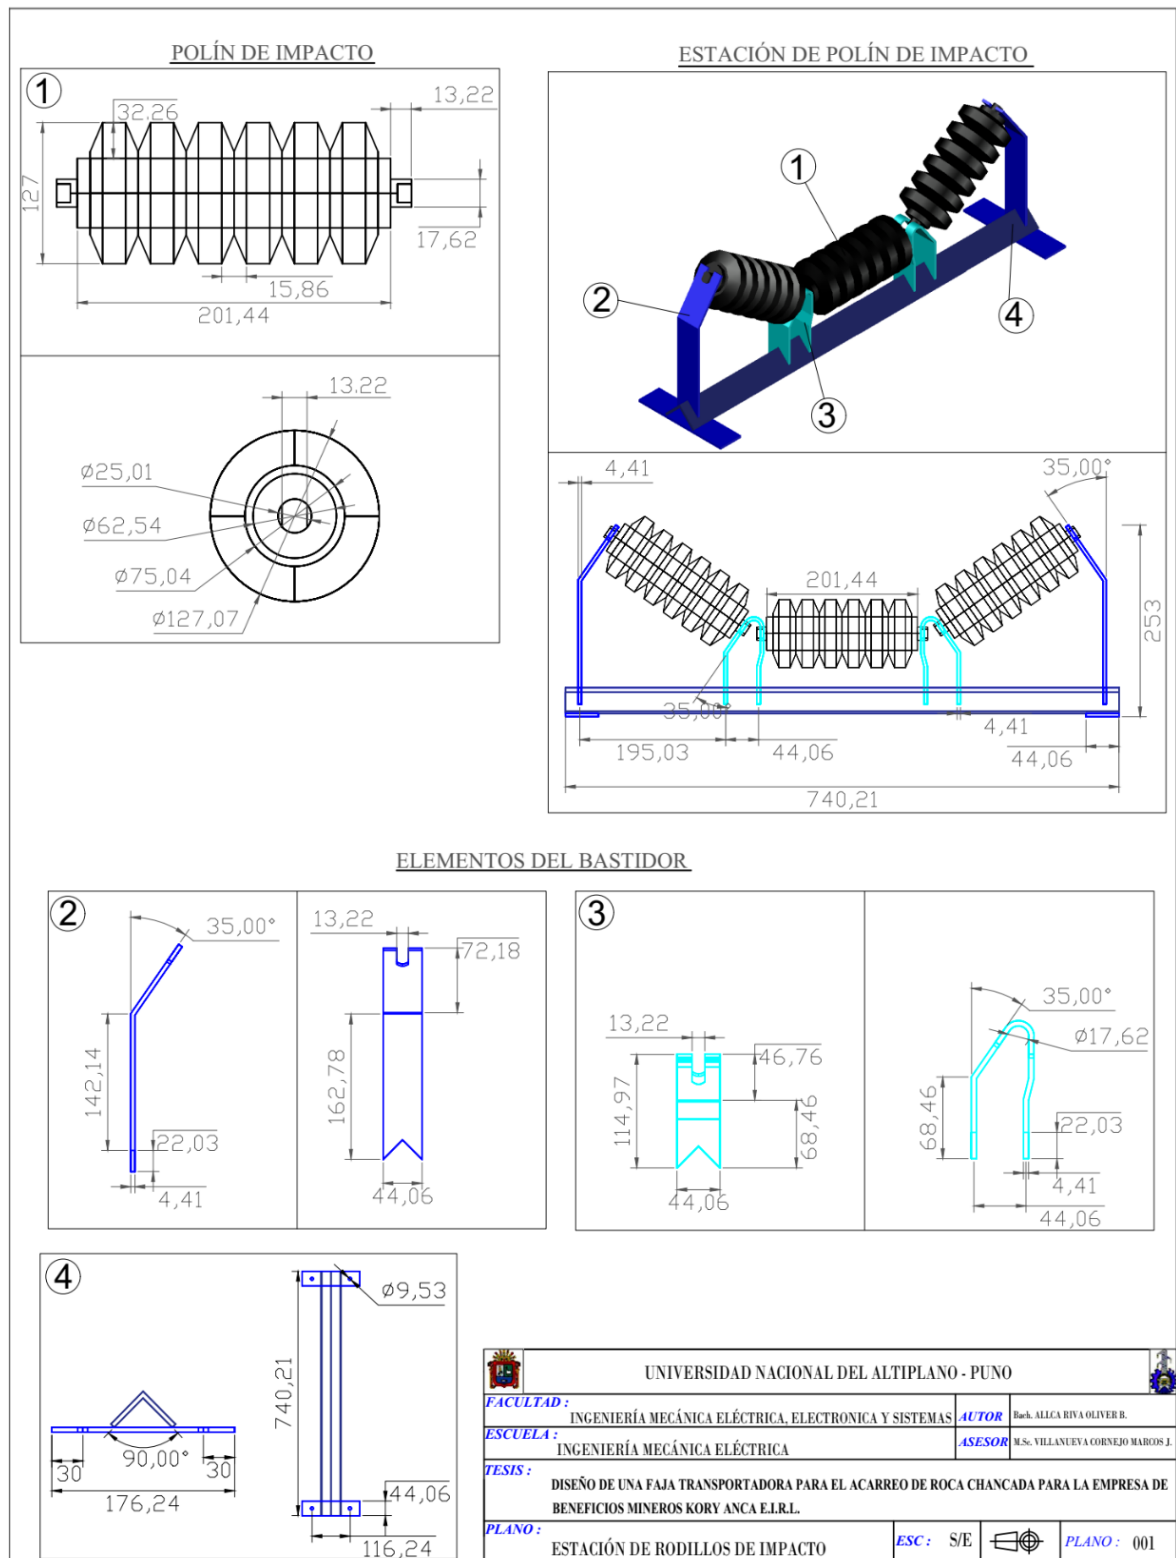 POLÍN DE IMPACTO
1
32.26
13,22
127
17,62
15,86
201,44
13.22
Ø25,01
Ø62,54
Ø75,04
Ø127,07
ESTACIÓN DE POLÍN DE IMPACTO
1
2
3
4
4,41
35,00°
201,44
253
35,00°
195,03
44,06
4,41
44,06
740,21
ELEMENTOS DEL BASTIDOR
2
35,00°
142,14
22,03
4,41
13,22
72,18
162,78
44,06
3
13,22
46,76
114,97
68,46
44,06
35,00°
Ø17,62
68,46
22,03
4,41
44,06
4
90,00°
30
30
176,24
Ø9,53
740,21
44,06
116,24
UNIVERSIDAD NACIONAL DEL ALTIPLANO - PUNO
FACULTAD :
INGENIERÍA MECÁNICA ELÉCTRICA, ELECTRONICA Y SISTEMAS
AUTOR
Bach. ALLCA RIVA OLIVER B.
ESCUELA :
INGENIERÍA MECÁNICA ELÉCTRICA
ASESOR
M.Sc. VILLANUEVA CORNEJO MARCOS J.
TESIS :
DISEÑO DE UNA FAJA TRANSPORTADORA PARA EL ACARREO DE ROCA CHANCADA PARA LA EMPRESA DE
BENEFICIOS MINEROS KORY ANCA E.I.R.L.
PLANO :
ESTACIÓN DE RODILLOS DE IMPACTO
ESC : S/E
PLANO : 001